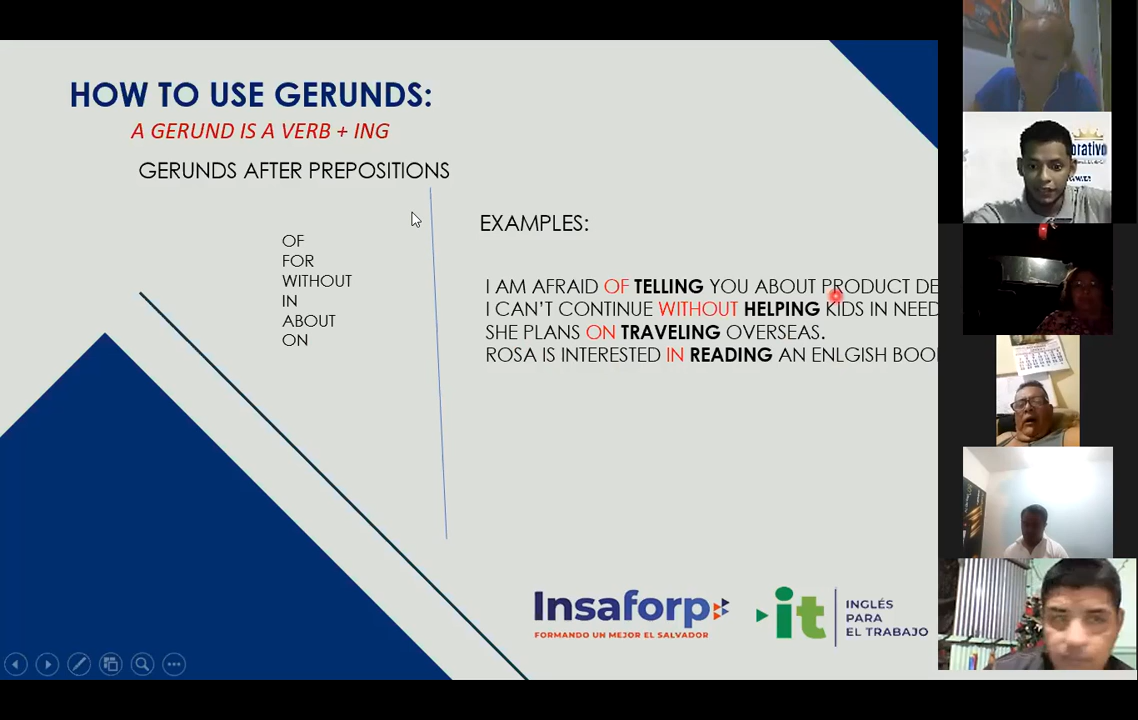 HOW TO USE GERUNDS:
A GERUND IS A VERB + ING
GERUNDS AFTER PREPOSITIONS
OF
FOR
WITHOUT
IN
ABOUT
ON
EXAMPLES:
I AM AFRAID OF TELLING YOU ABOUT PRODUCT DE
I CAN'T CONTINUE WITHOUT HELPING KIDS IN NEED
SHE PLANS ON TRAVELING OVERSEAS.
ROSA IS INTERESTED IN READING AN ENLGISH BOO
Insaforp
FORMANDO UN MEJOR EL SALVADOR
it
INGLÉS
PARA
EL TRABAJO
orativo